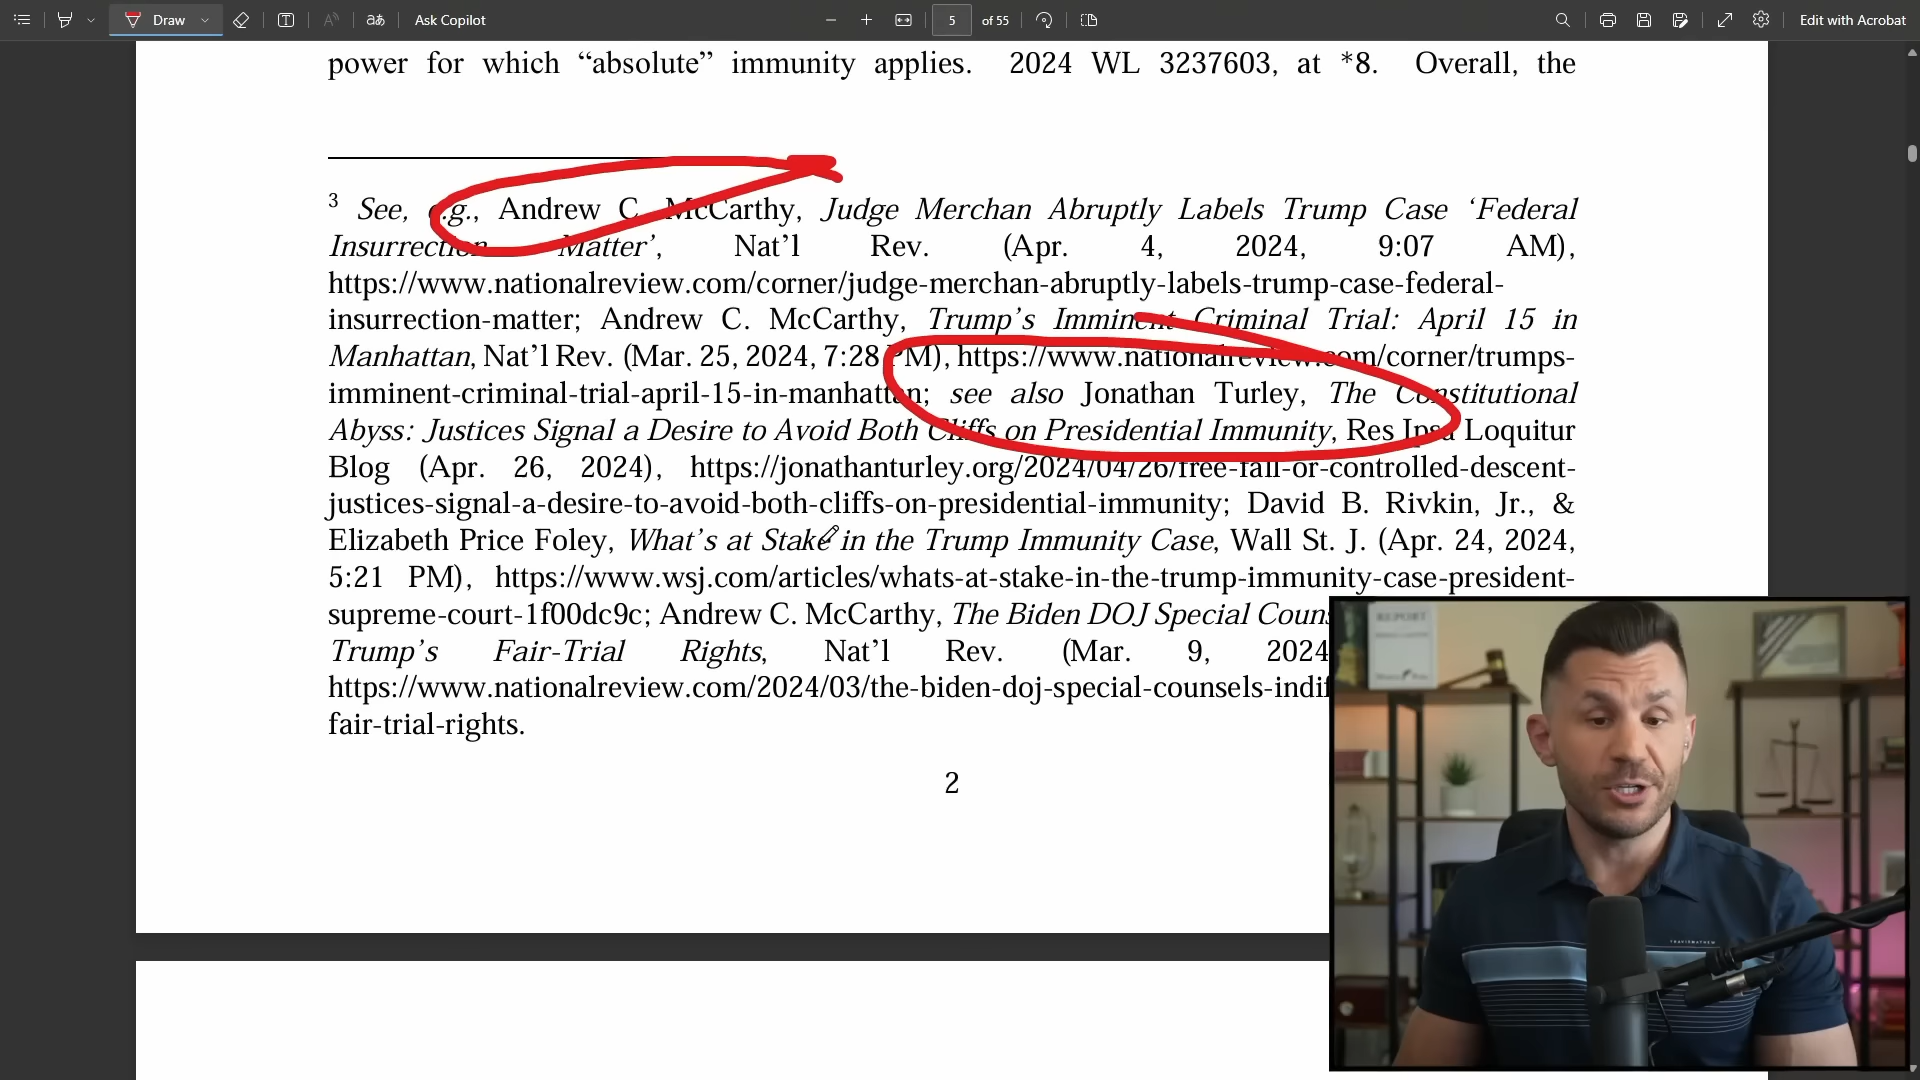 Draw
aあ
Ask Copilot
5
of 55
Edit with Acrobat
power for which “absolute” immunity applies. 2024 WL 3237603, at *8. Overall, the
3 See, e.g., Andrew C. McCarthy, Judge Merchan Abruptly Labels Trump Case ‘Federal
Insurrection Matter’, Nat’l Rev. (Apr. 4, 2024, 9:07 AM),
https://www.nationalreview.com/corner/judge-merchan-abruptly-labels-trump-case-federal-
insurrection-matter; Andrew C. McCarthy, Trump’s Imminent Criminal Trial: April 15 in
Manhattan, Nat’l Rev. (Mar. 25, 2024, 7:28 PM), https://www.nationalreview.com/corner/trumps-
imminent-criminal-trial-april-15-in-manhattan; see also Jonathan Turley, The Constitutional
Abyss: Justices Signal a Desire to Avoid Both Cliffs on Presidential Immunity, Res Ipsa Loquitur
Blog (Apr. 26, 2024), https://jonathanturley.org/2024/04/26/free-fall-or-controlled-descent-
justices-signal-a-desire-to-avoid-both-cliffs-on-presidential-immunity; David B. Rivkin, Jr., &
Elizabeth Price Foley, What’s at Stake in the Trump Immunity Case, Wall St. J. (Apr. 24, 2024,
5:21 PM), https://www.wsj.com/articles/whats-at-stake-in-the-trump-immunity-case-president-
supreme-court-1f00dc9c; Andrew C. McCarthy, The Biden DOJ Special Couns
Trump’s Fair-Trial Rights, Nat’l Rev. (Mar. 9, 2024
https://www.nationalreview.com/2024/03/the-biden-doj-special-counsels-indif
fair-trial-rights.
2
REPORT